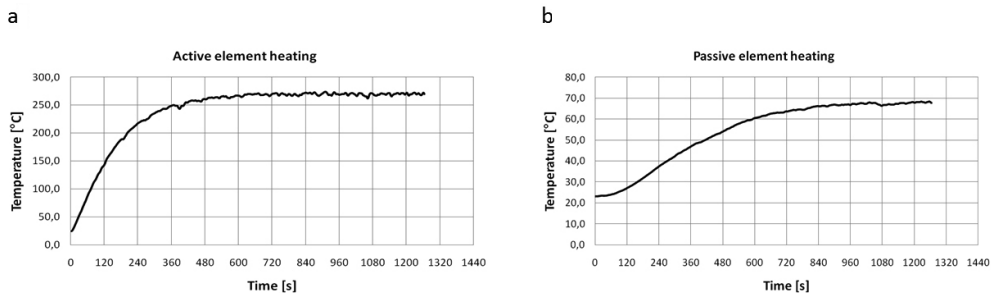 a
Active element heating
Temperature [°C]
300,0
250,0
200,0
150,0
100,0
50,0
0,0
0 120 240 360 480 600 720 840 960 1080 1200 1320 1440
Time [s]
b
Passive element heating
Temperature [°C]
80,0
70,0
60,0
50,0
40,0
30,0
20,0
10,0
0,0
0 120 240 360 480 600 720 840 960 1080 1200 1320 1440
Time [s]